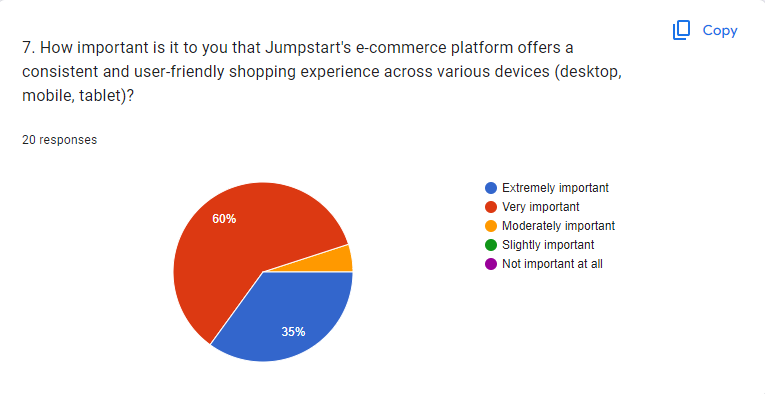 Copy
7. How important is it to you that Jumpstart's e-commerce platform offers a
consistent and user-friendly shopping experience across various devices (desktop,
mobile, tablet)?
20 responses
60%
35%
Extremely important
Very important
Moderately important
Slightly important
Not important at all